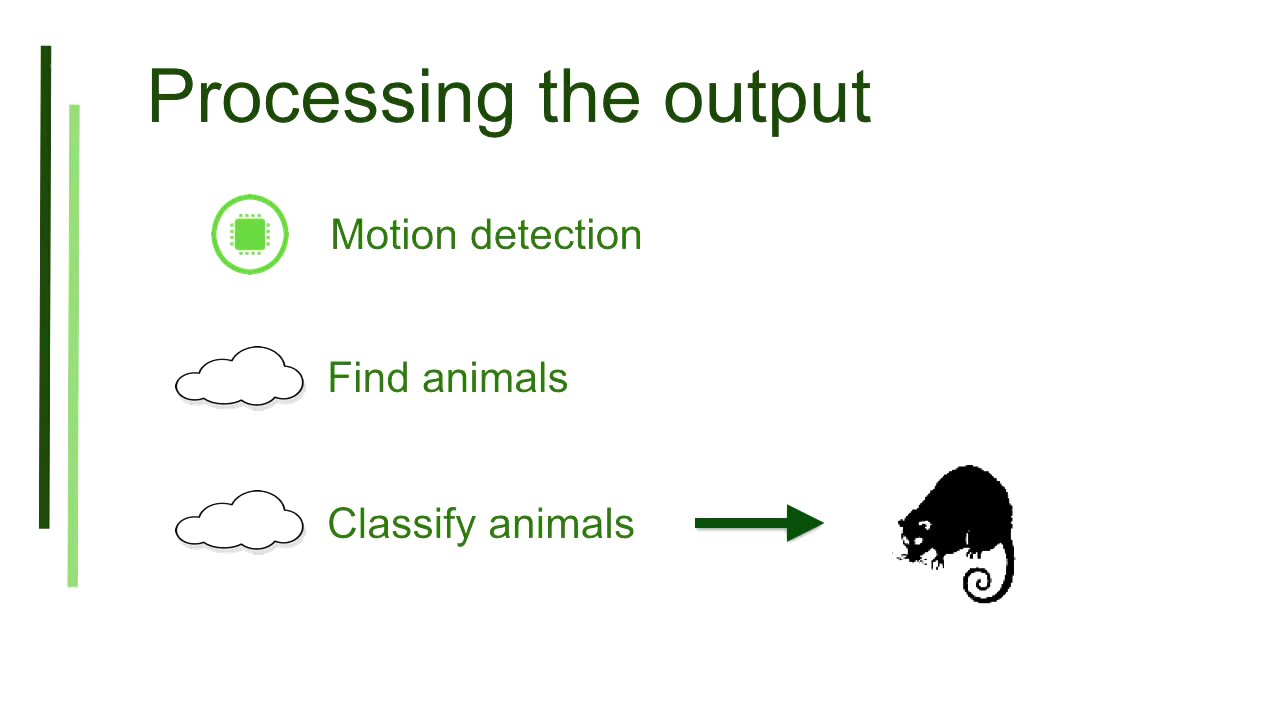 Processing the output
Motion detection
Find animals
Classify animals